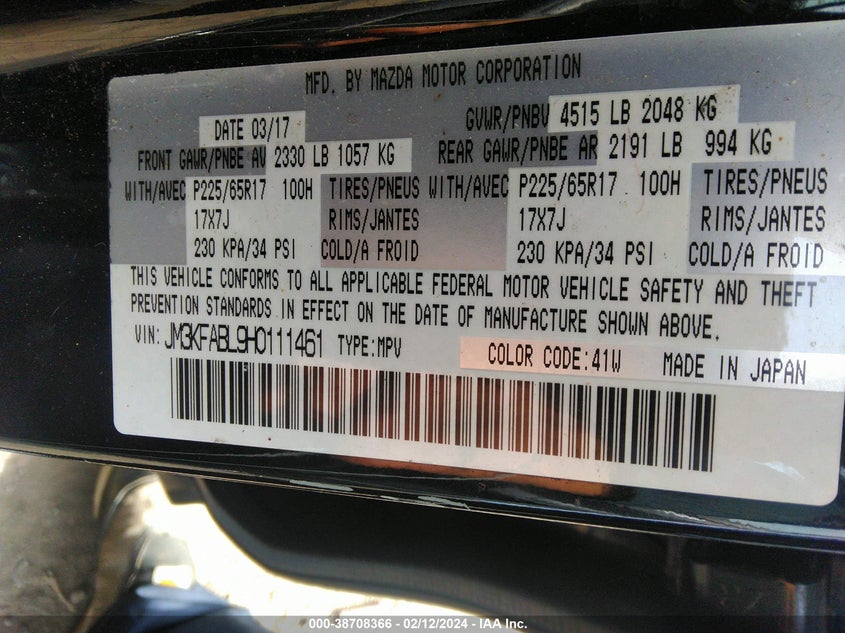 MFD. BY MAZDA MOTOR CORPORATION
DATE 03/17 GVWR/PNBV 4515 LB 2048 KG
FRONT GAWR/PNBE AV 2330 LB 1057 KG REAR GAWR/PNBE AR 2191 LB 994 KG
WITH/AVEC P225/65R17 100H TIRES/PNEUS WITH/AVEC P225/65R17 100H TIRES/PNEUS
17X7J RIMS/JANTES 17X7J RIMS/JANTES
230 KPA/34 PSI COLD/A FROID 230 KPA/34 PSI COLD/A FROID
THIS VEHICLE CONFORMS TO ALL APPLICABLE FEDERAL MOTOR VEHICLE SAFETY AND THEFT
PREVENTION STANDARDS IN EFFECT ON THE DATE OF MANUFACTURE SHOWN ABOVE.
VIN: JM3KFABL9H0111461 TYPE:MPV COLOR CODE:41W MADE IN JAPAN
000-38708366 - 02/12/2024 - IAA Inc.